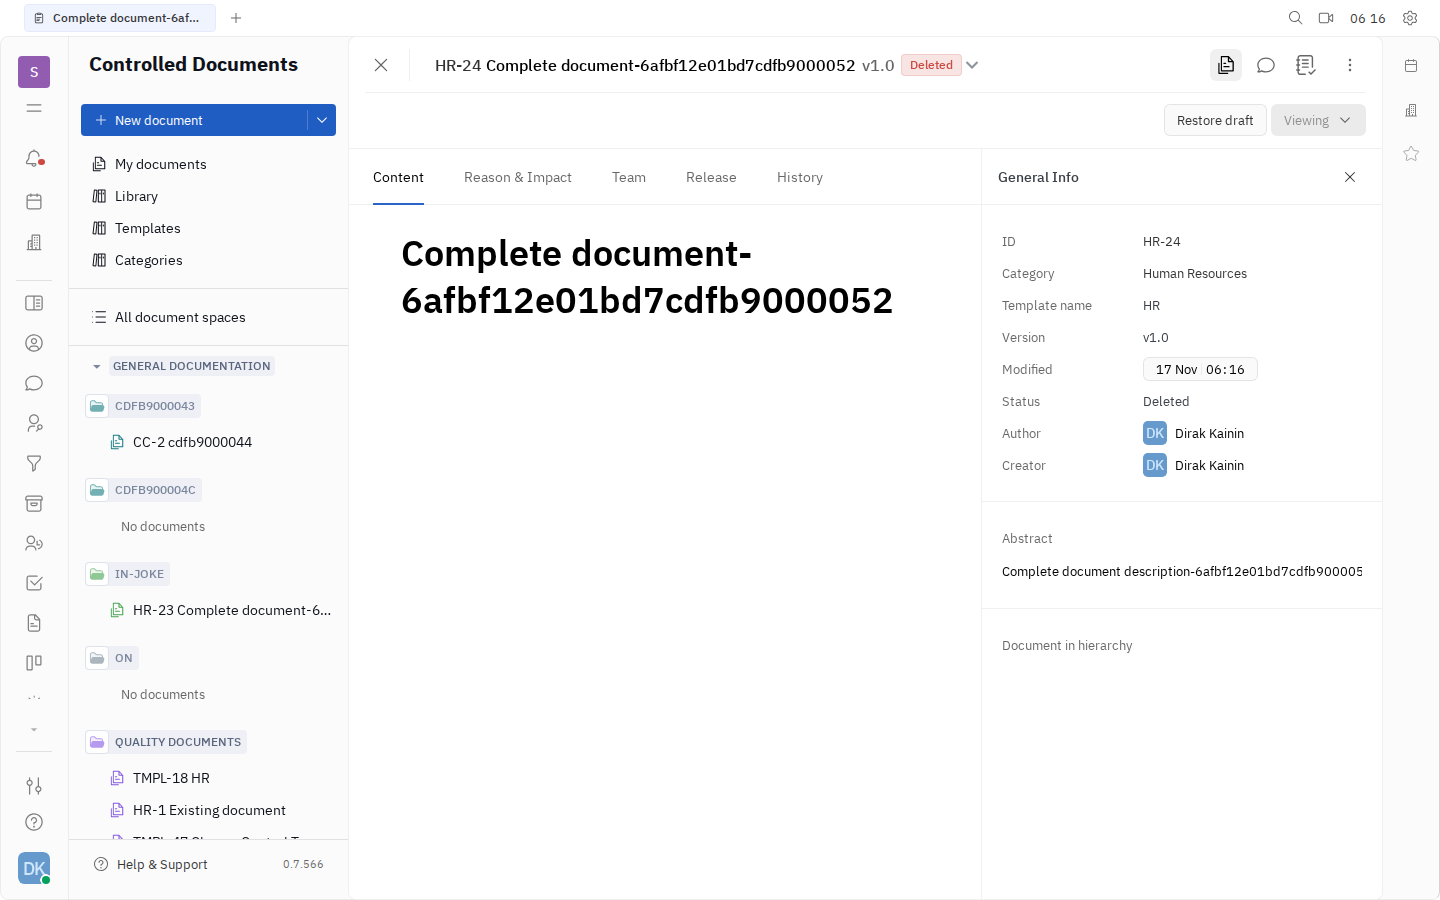 Complete document-6af...
06 16
S
Controlled Documents
New document
My documents
Library
Templates
Categories
All document spaces
GENERAL DOCUMENTATION
CDFB9000043
CC-2 cdfb9000044
CDFB900004C
No documents
IN-JOKE
HR-23 Complete document-6...
ON
No documents
QUALITY DOCUMENTS
TMPL-18 HR
HR-1 Existing document
Help & Support
0.7.566
DK
HR-24 Complete document-6afbf12e01bd7cdfb9000052 v1.0 Deleted
Restore draft
Viewing
Content
Reason & Impact
Team
Release
History
Complete document-
6afbf12e01bd7cdfb9000052
General Info
ID HR-24
Category Human Resources
Template name HR
Version v1.0
Modified 17 Nov 06:16
Status Deleted
Author DK Dirak Kainin
Creator DK Dirak Kainin
Abstract
Complete document description-6afbf12e01bd7cdfb900005
Document in hierarchy